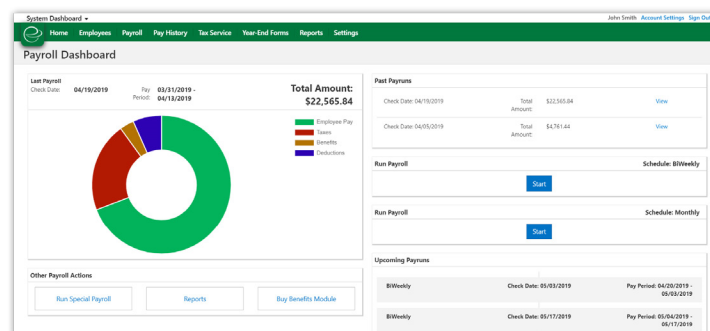 System Dashboard
John Smith Account Settings Sign Out
Home Employees Payroll Pay History Tax Service Year-End Forms Reports Settings
Payroll Dashboard
Last Payroll
Check Date: 04/19/2019 Pay Period: 03/31/2019 - 04/13/2019
Total Amount:
$22,565.84
Employee Pay
Taxes
Benefits
Deductions
Other Payroll Actions
Run Special Payroll Reports Buy Benefits Module
Past Payruns
Check Date: 04/19/2019 Total Amount: $22,565.84 View
Check Date: 04/05/2019 Total Amount: $4,761.44 View
Run Payroll Schedule: BiWeekly
Start
Run Payroll Schedule: Monthly
Start
Upcoming Payruns
BiWeekly Check Date: 05/03/2019 Pay Period: 04/20/2019 -
05/03/2019
BiWeekly Check Date: 05/17/2019 Pay Period: 05/04/2019 -
05/17/2019